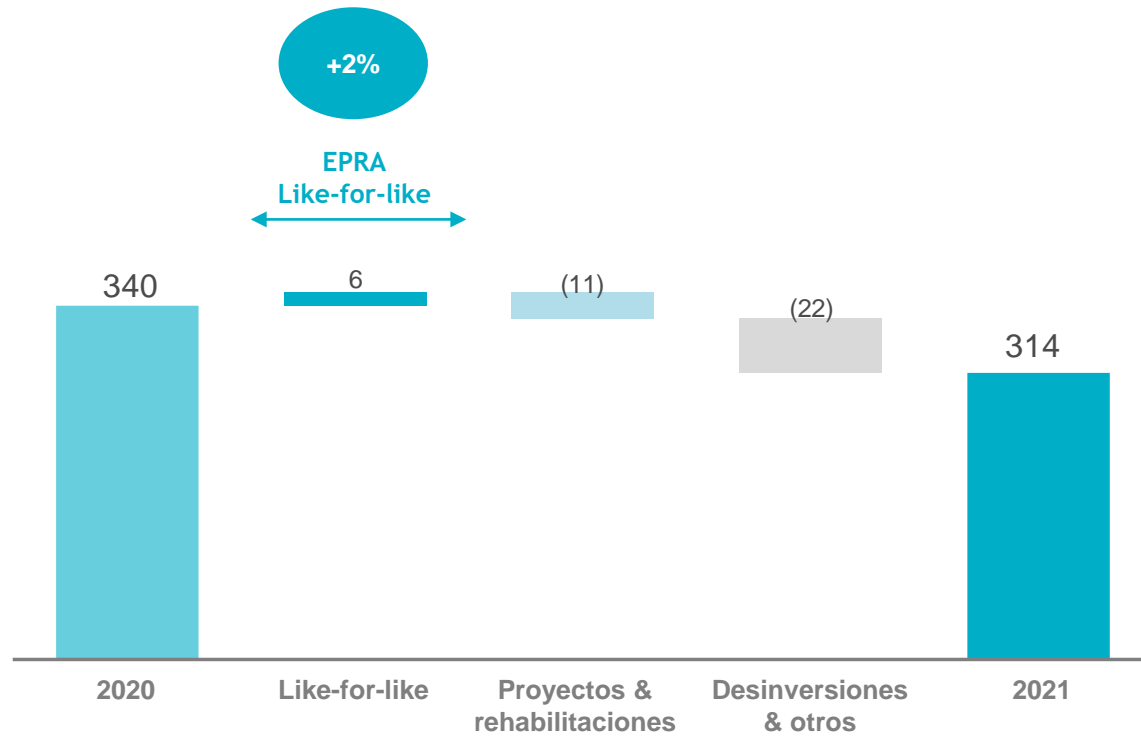 +2%
EPRA
Like-for-like
340
6
(11)
(22)
314
2020
Like-for-like
Proyectos &
rehabilitaciones
Desinversiones
& otros
2021